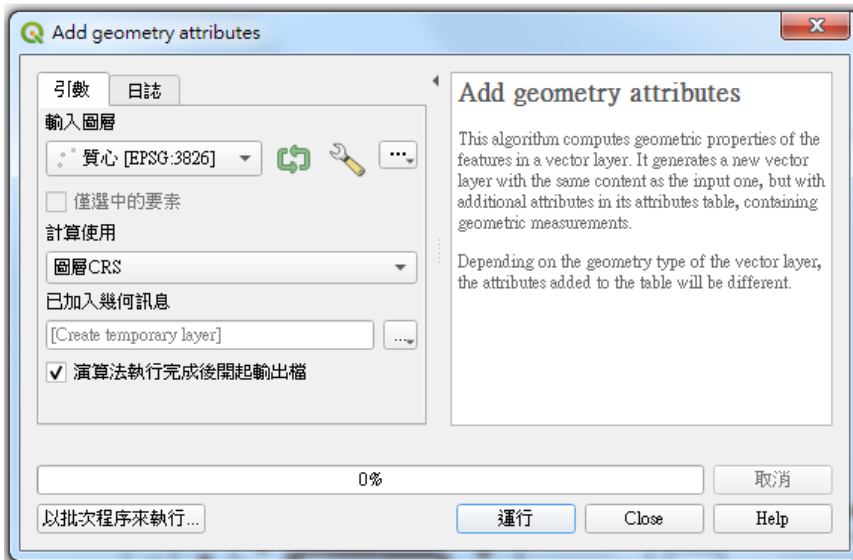 Add geometry attributes
引數 日誌
輸入圖層
質心 [EPSG:3826]
...
僅選中的要素
計算使用
圖層CRS
已加入幾何訊息
[Create temporary layer]
...
演算法執行完成後開起輸出檔
Add geometry attributes
This algorithm computes geometric properties of the
features in a vector layer. It generates a new vector
layer with the same content as the input one, but with
additional attributes in its attributes table, containing
geometric measurements.
Depending on the geometry type of the vector layer,
the attributes added to the table will be different.
0%
取消
以批次程序來執行...
運行
Close
Help